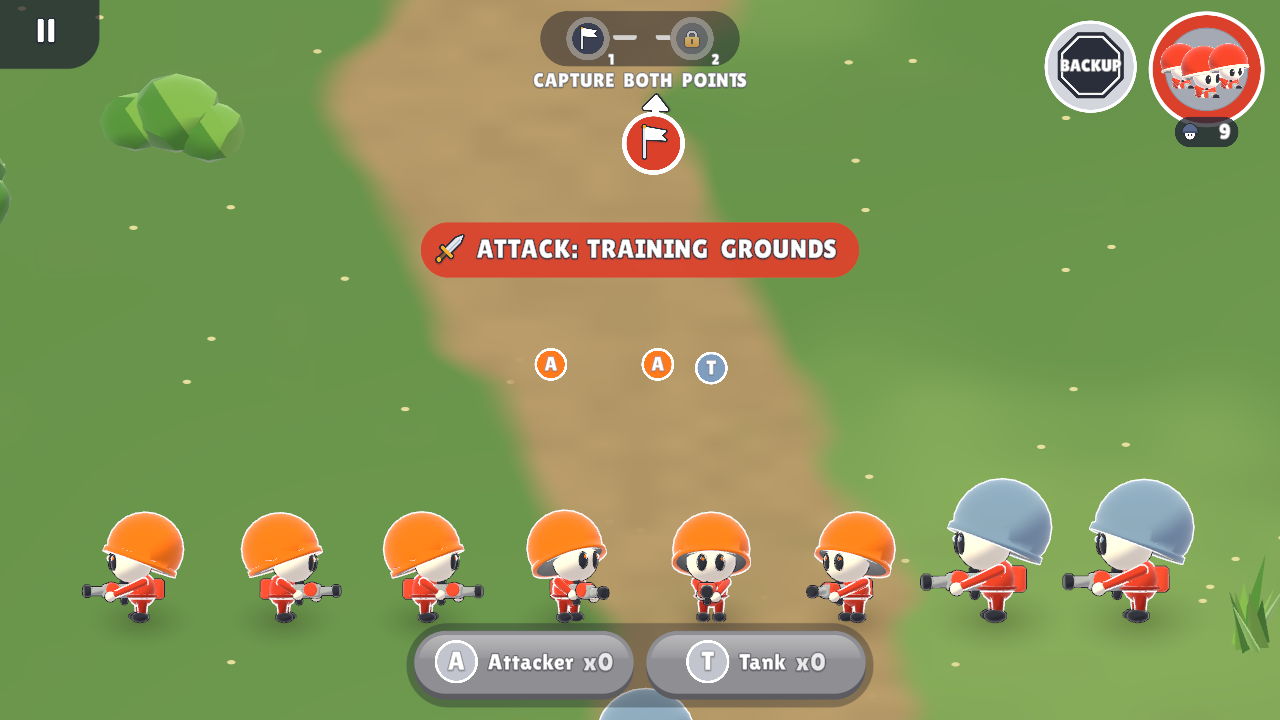 1
2
CAPTURE BOTH POINTS
BACKUP
9
ATTACK: TRAINING GROUNDS
A
A
T
A Attacker x0
T Tank x0